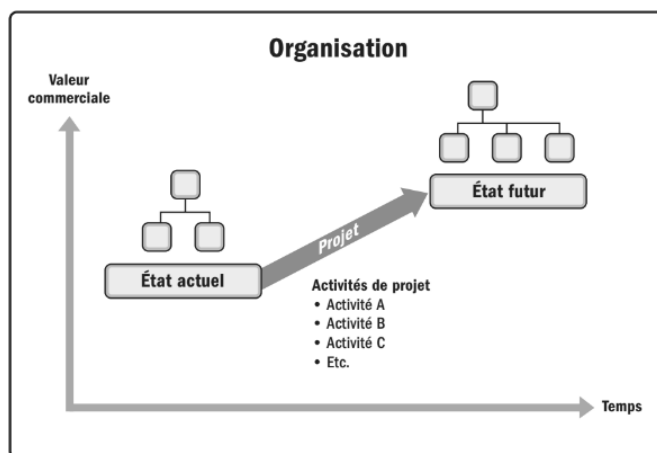 Organisation
Valeur
commerciale
État futur
Projet
État actuel
Activités de projet
• Activité A
• Activité B
• Activité C
• Etc.
Temps